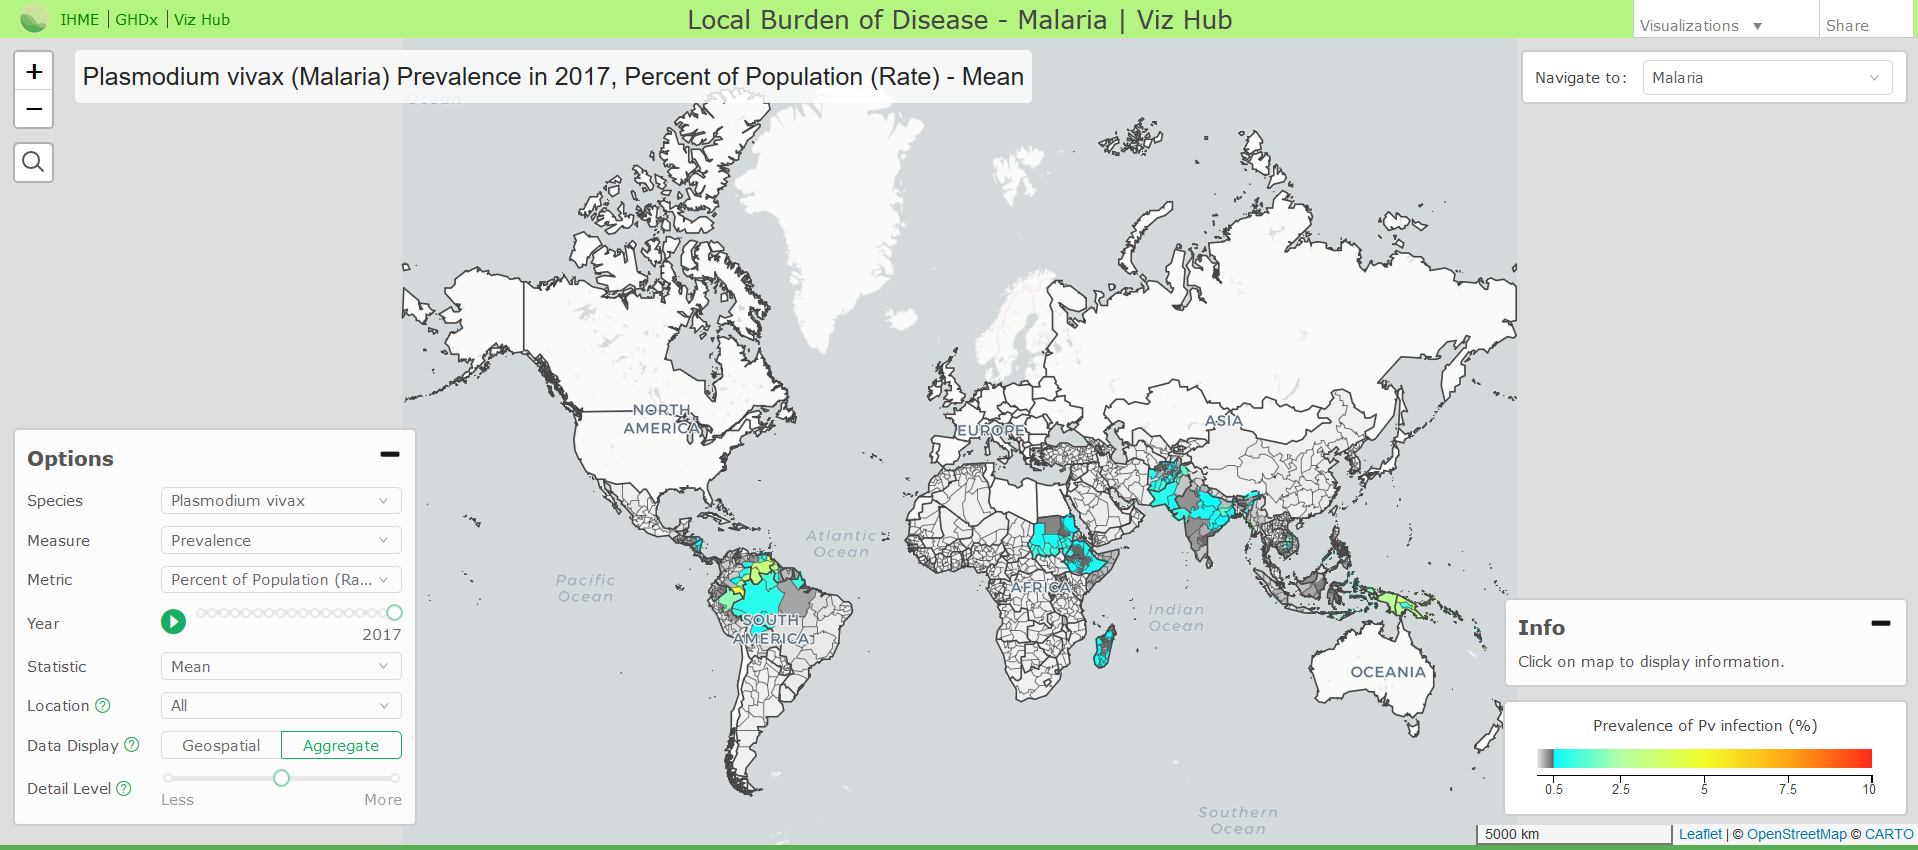 IHME | GHDx | Viz Hub
Local Burden of Disease - Malaria | Viz Hub
Visualizations ▼
Share
+
−
Plasmodium vivax (Malaria) Prevalence in 2017, Percent of Population (Rate) - Mean
Navigate to: Malaria
Ocean
NORTH
AMERICA
EUROPE
ASIA
Atlantic
Ocean
Pacific
Ocean
AFRICA
Indian
Ocean
SOUTH
AMERICA
OCEANIA
Southern
Ocean
Options
Species Plasmodium vivax
Measure Prevalence
Metric Percent of Population (Ra...
Year
2017
Statistic Mean
Location ? All
Data Display ? Geospatial Aggregate
Detail Level ?
Less More
Info
Click on map to display information.
Prevalence of Pv infection (%)
0.5 2.5 5 7.5 10
5000 km
Leaflet | © OpenStreetMap © CARTO